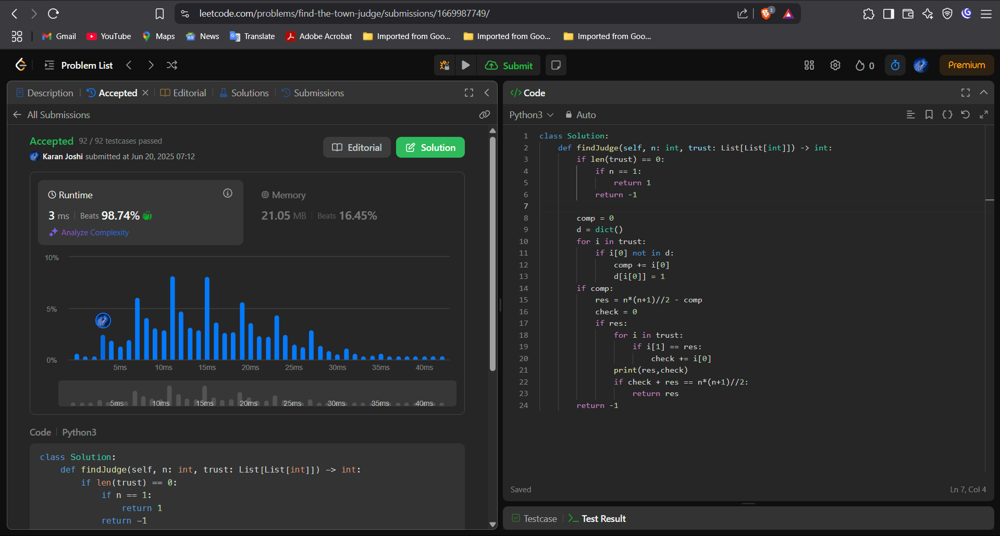 leetcode.com/problems/find-the-town-judge/submissions/1669987749/
3
Gmail
YouTube
Maps
News
Translate
Adobe Acrobat
Imported from Goo...
Imported from Goo...
Imported from Goo...
Problem List
Submit
0
Premium
Description
Accepted
Editorial
Solutions
Submissions
All Submissions
Accepted 92 / 92 testcases passed
Karan Joshi submitted at Jun 20, 2025 07:12
Editorial
Solution
Runtime
3 ms | Beats 98.74%
Analyze Complexity
Memory
21.05 MB | Beats 16.45%
10%
5%
0%
5ms 10ms 15ms 20ms 25ms 30ms 35ms 40ms
5ms 10ms 15ms 20ms 25ms 30ms 35ms 40ms
Code | Python3
class Solution:
    def findJudge(self, n: int, trust: List[List[int]]) -> int:
        if len(trust) == 0:
            if n == 1:
                return 1
            return -1
</> Code
Python3
Auto
1 class Solution:
2     def findJudge(self, n: int, trust: List[List[int]]) -> int:
3         if len(trust) == 0:
4             if n == 1:
5                 return 1
6             return -1
7
8         comp = 0
9         d = dict()
10         for i in trust:
11             if i[0] not in d:
12                 comp += i[0]
13                 d[i[0]] = 1
14         if comp:
15             res = n*(n+1)//2 - comp
16             check = 0
17             if res:
18                 for i in trust:
19                     if i[1] == res:
20                         check += i[0]
21                 print(res,check)
22                 if check + res == n*(n+1)//2:
23                     return res
24         return -1
Saved
Ln 7, Col 4
Testcase
Test Result